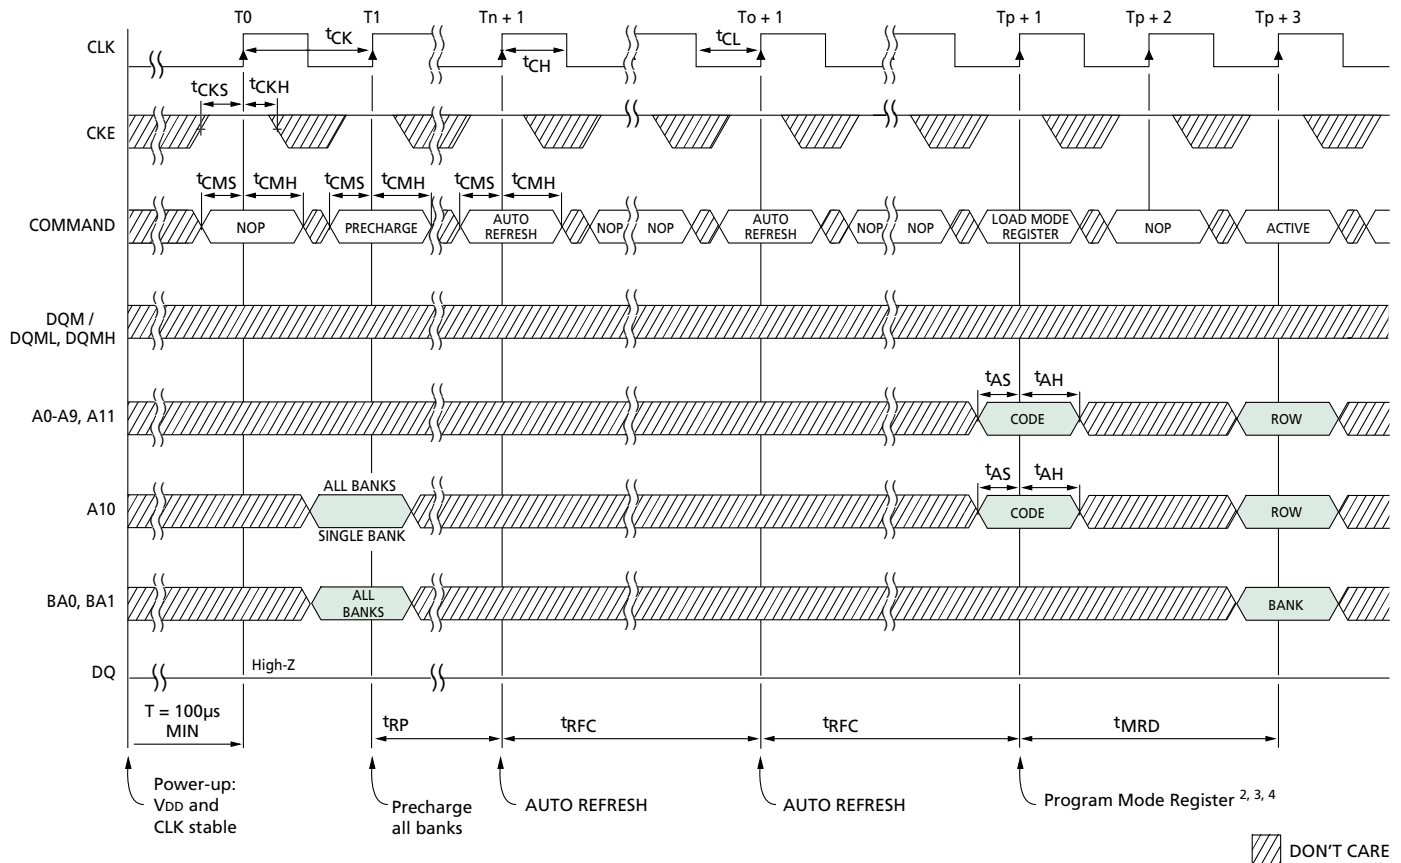 T0 T1 Tn + 1 To + 1 Tp + 1 Tp + 2 Tp + 3
CLK tCK tCH tCL
tCKS tCKH
CKE
tCMS tCMH tCMS tCMH tCMS tCMH
COMMAND NOP PRECHARGE AUTO REFRESH NOP NOP AUTO REFRESH NOP NOP LOAD MODE REGISTER NOP ACTIVE
DQM /
DQML, DQMH
tAS tAH
A0-A9, A11 CODE ROW
ALL BANKS tAS tAH
A10 CODE ROW
SINGLE BANK
BA0, BA1 ALL BANKS BANK
DQ High-Z
T = 100µs
MIN
tRP tRFC tRFC tMRD
Power-up:
VDD and
CLK stable
Precharge
all banks
AUTO REFRESH
AUTO REFRESH
Program Mode Register 2, 3, 4
DON'T CARE